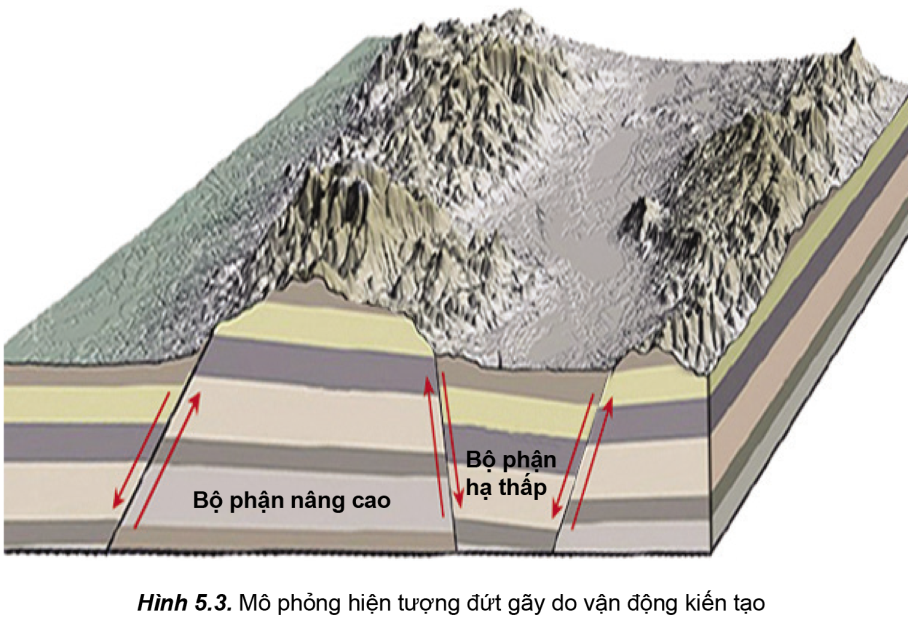 Bộ phận nâng cao
Bộ phận
hạ thấp
Hình 5.3. Mô phỏng hiện tượng đứt gãy do vận động kiến tạo